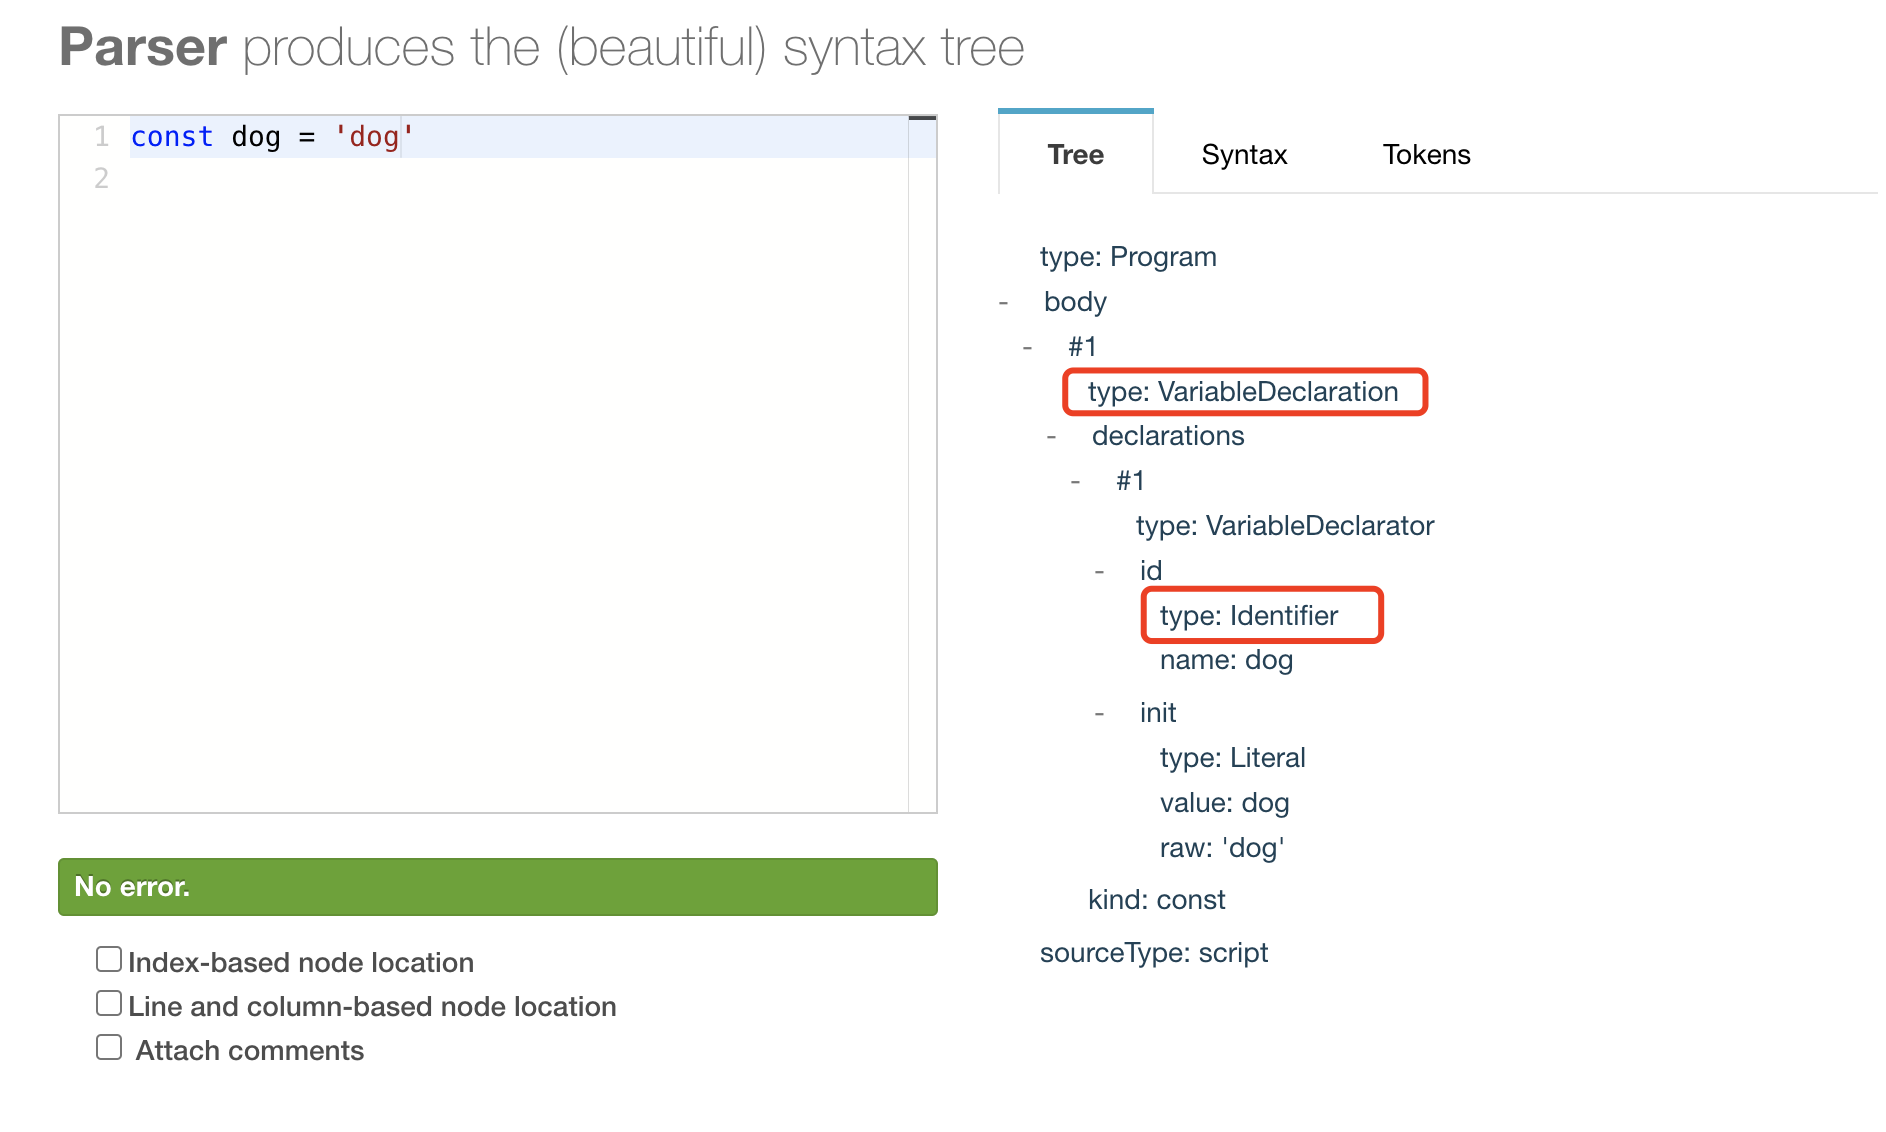 Parser produces the (beautiful) syntax tree
1 const dog = 'dog'
2
No error.
Index-based node location
Line and column-based node location
Attach comments
Tree Syntax Tokens
type: Program
- body
- #1
type: VariableDeclaration
- declarations
- #1
type: VariableDeclarator
- id
type: Identifier
name: dog
- init
type: Literal
value: dog
raw: 'dog'
kind: const
sourceType: script